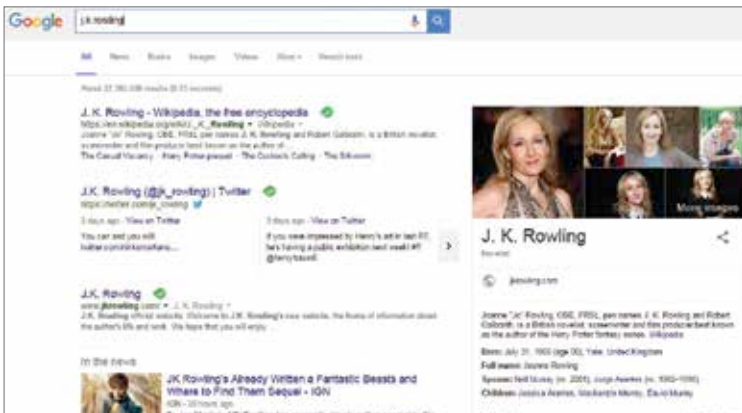 Google
j.k rowling
All News Books Images Videos More Search tools
J. K. Rowling - Wikipedia, the free encyclopedia
https://en.wikipedia.org/wiki/J._K._Rowling Wikipedia
Joanne "Jo" Rowling, OBE, FRSL, pen names J. K. Rowling and Robert Galbraith, is a British novelist,
screenwriter and film producer best known as the author of ...
The Casual Vacancy - Harry Potter prequel - The Cuckoo's Calling - The Silkworm
J.K. Rowling (@jk_rowling) | Twitter
https://twitter.com/jk_rowling
3 days ago - View on Twitter
You can and you will
3 days ago - View on Twitter
If you were impressed by Henry's art in last RT,
he's having a public exhibition next week!
J.K. Rowling
www.jkrowling.com/ J. K. Rowling
J.K. Rowling official website. Welcome to J.K. Rowling's new website, the home of information about
the author's life and work. We hope that you will enjoy
In the news
JK Rowling's Already Written a Fantastic Beasts and
Where to Find Them Sequel - IGN
IGN - hours ago
More images
J. K. Rowling
Novelist
jkrowling.com
Joanne "Jo" Rowling, OBE, FRSL, pen names J. K. Rowling and Robert
Galbraith, is a British novelist, screenwriter and film producer best known
as the author of the Harry Potter fantasy series. Wikipedia
Born: July 31, 1965 (age 50), Yate, United Kingdom
Full name: Joanne Rowling
Spouse: Neil Murray (m. 2001), Jorge Arantes (m. 1992–1995)
Children: Jessica Arantes, Mackenzie Murray, David Murray